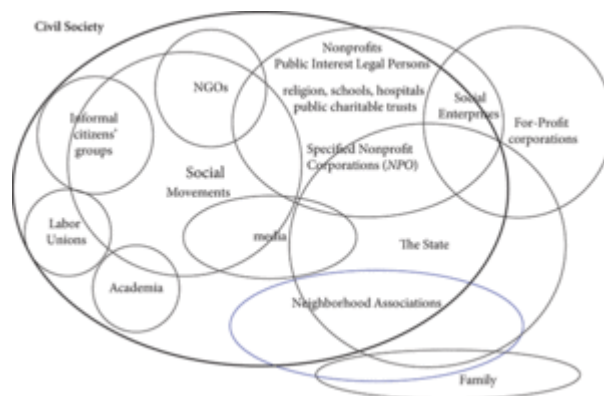 Civil Society
Nonprofits
Public Interest Legal Persons
religion, schools, hospitals
public charitable trusts
NGOs
Social
Enterprises
For-Profit
corporations
Informal
citizens'
groups
Specified Nonprofit
Corporations (NPO)
Social
Movements
Labor
Unions
media
The State
Academia
Neighborhood Associations
Family